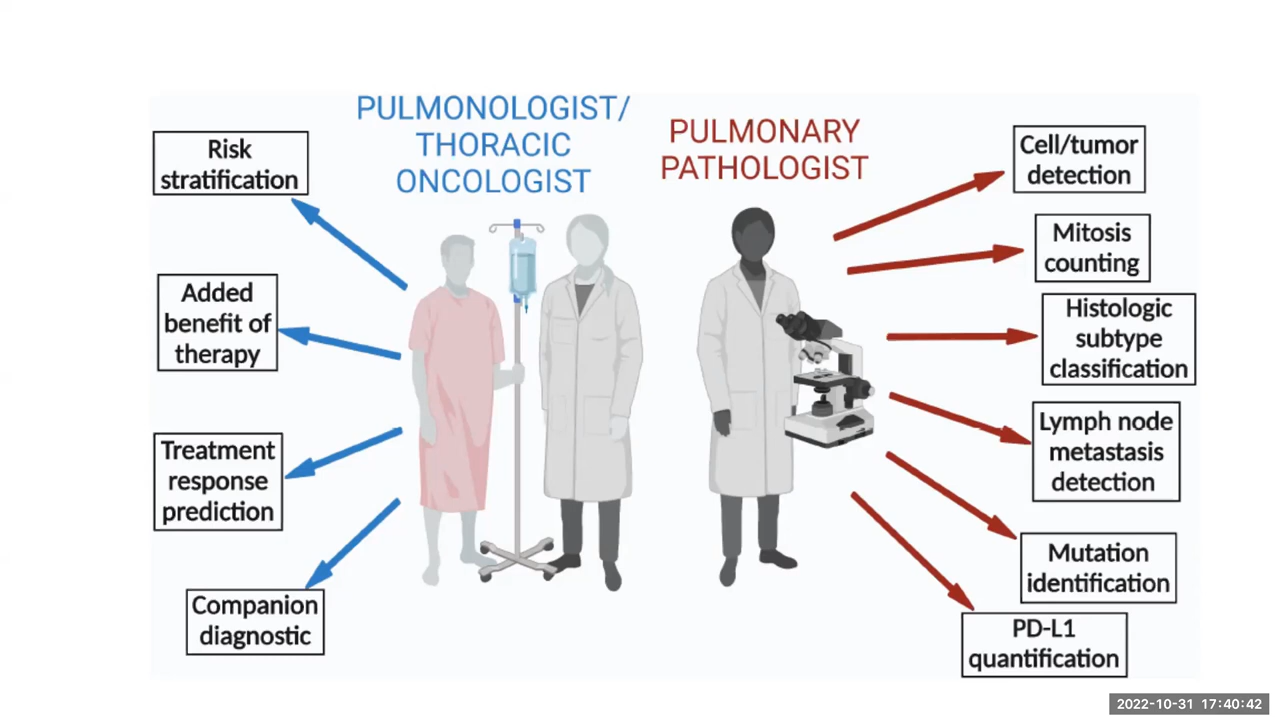 PULMONOLOGIST/
THORACIC
ONCOLOGIST
Risk
stratification
Added
benefit of
therapy
Treatment
response
prediction
Companion
diagnostic
PULMONARY
PATHOLOGIST
Cell/tumor
detection
Mitosis
counting
Histologic
subtype
classification
Lymph node
metastasis
detection
Mutation
identification
PD-L1
quantification
2022-10-31 17:40:42